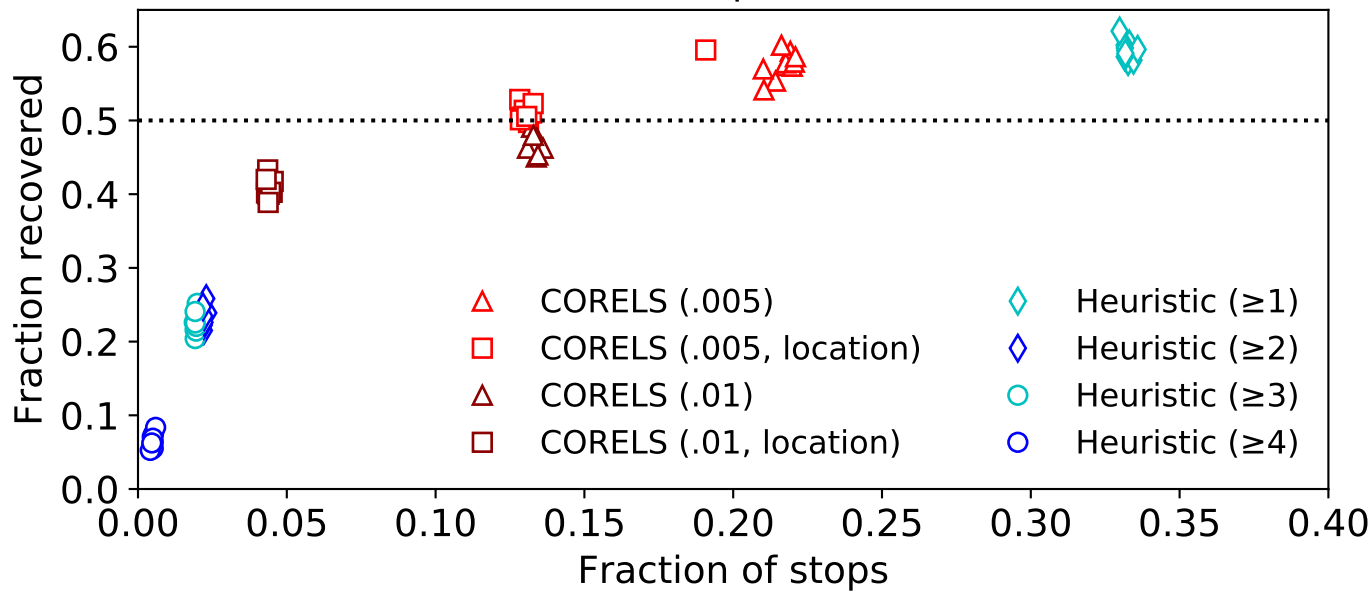 Fraction recovered
0.6
0.5
0.4
0.3
0.2
0.1
0.0
CORELS (.005)
CORELS (.005, location)
CORELS (.01)
CORELS (.01, location)
Heuristic (≥1)
Heuristic (≥2)
Heuristic (≥3)
Heuristic (≥4)
0.00 0.05 0.10 0.15 0.20 0.25 0.30 0.35 0.40
Fraction of stops